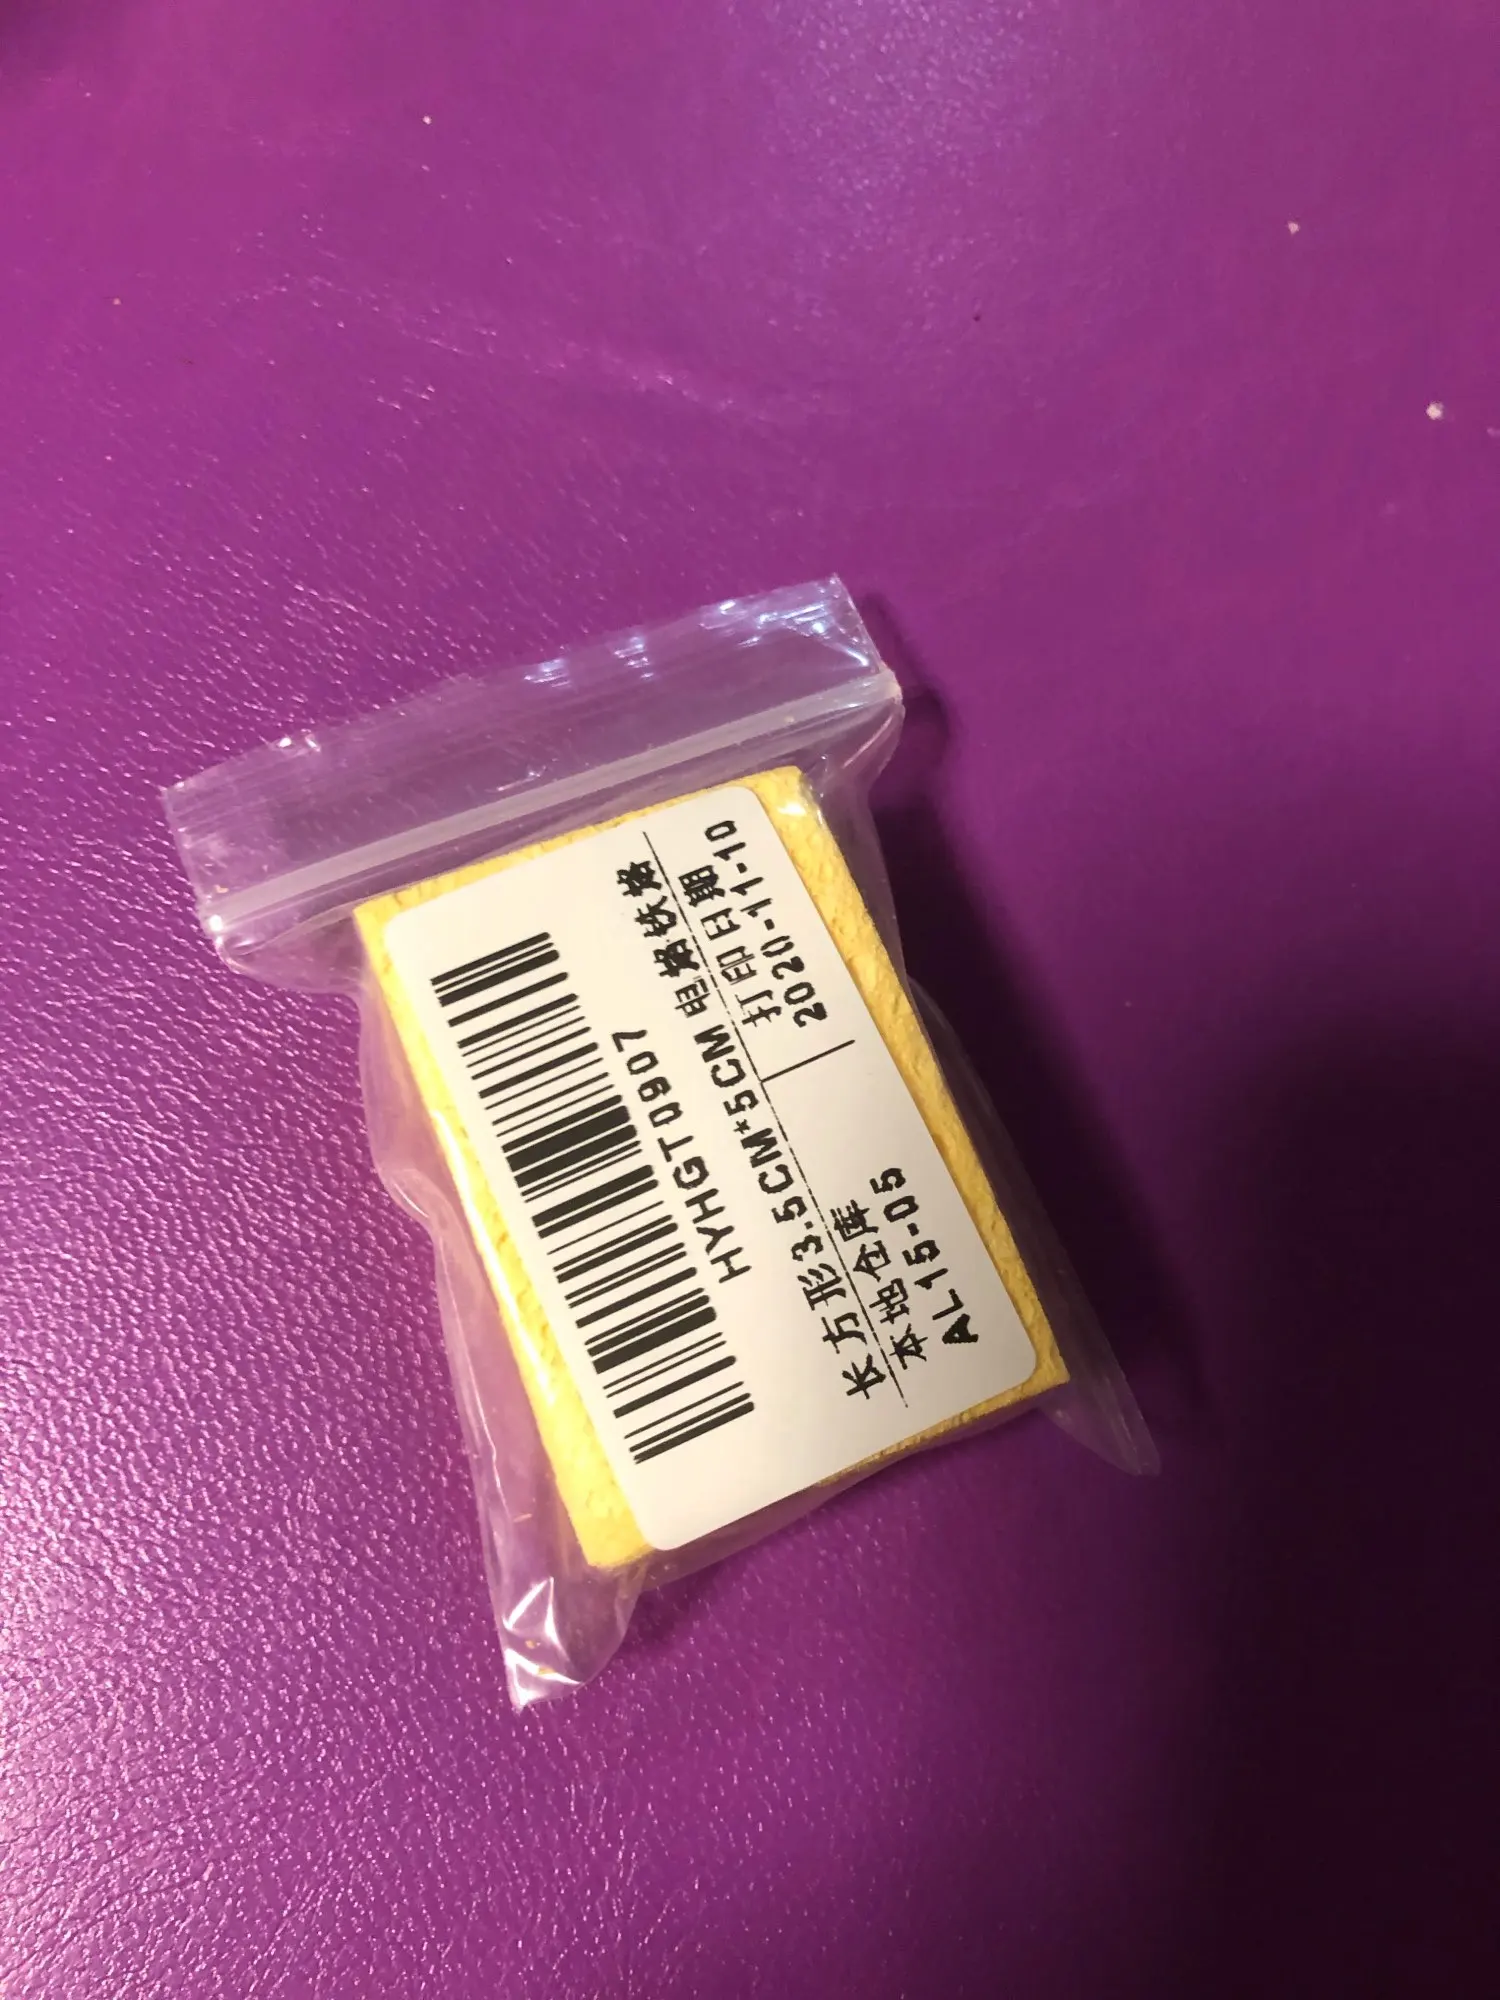 HYHGT0907
长方形3.5CM*5CM 电烙铁烙
本地仓库
AL15-05
打印日期
2020-11-10